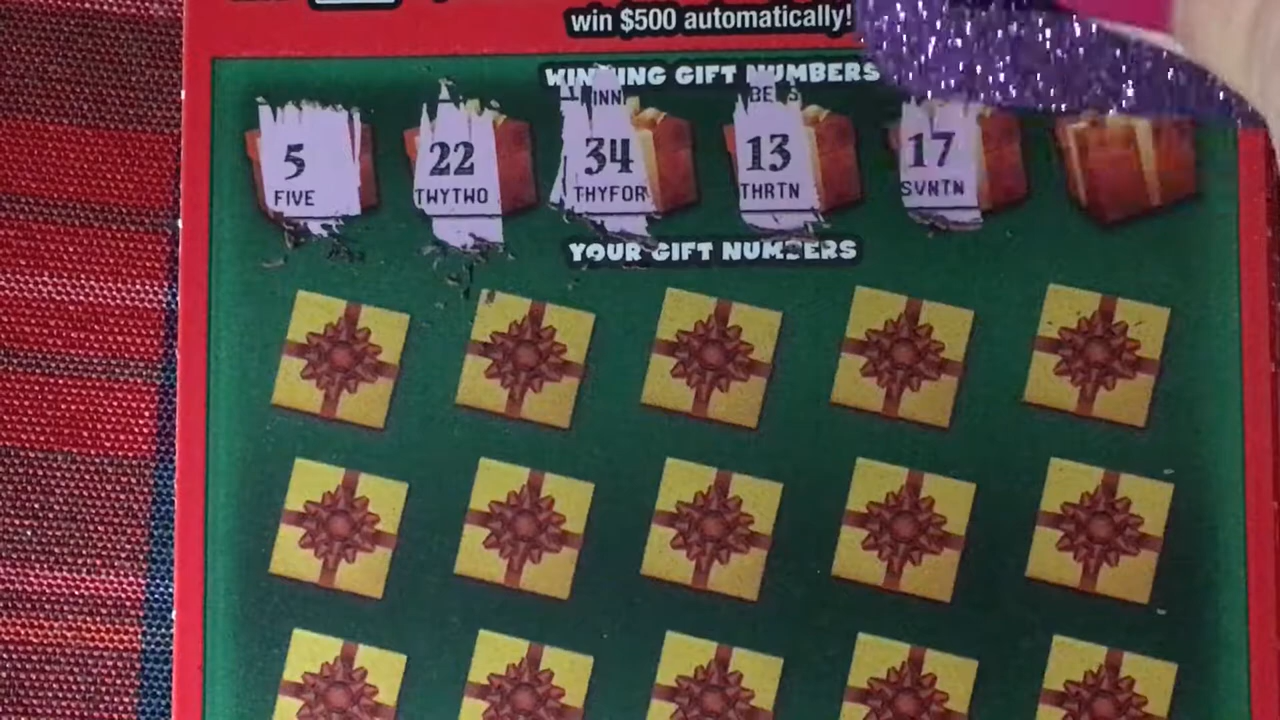 win $500 automatically!
WINNING GIFT NUMBERS
5 22 34 13 17
FIVE TWYTWO THYFOR THRTN SVNTN
YOUR GIFT NUMBERS